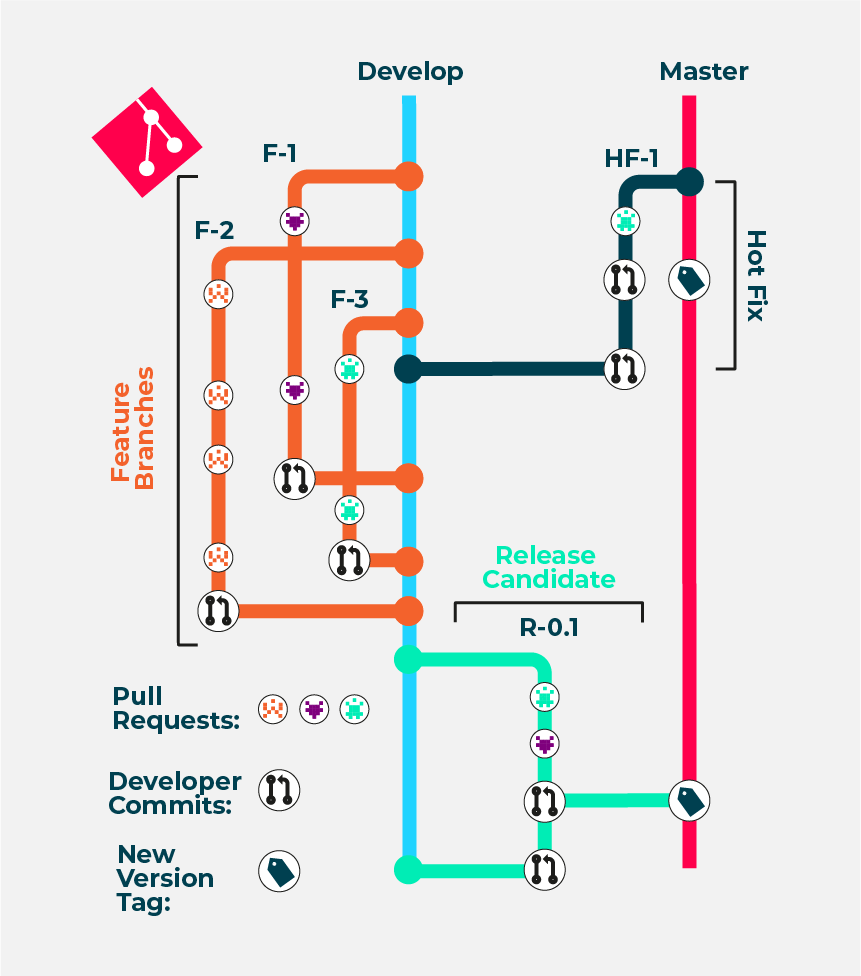 Develop
Master
F-1
HF-1
F-2
Hot Fix
F-3
Feature
Branches
Release
Candidate
R-0.1
Pull
Requests:
Developer
Commits:
New
Version
Tag: